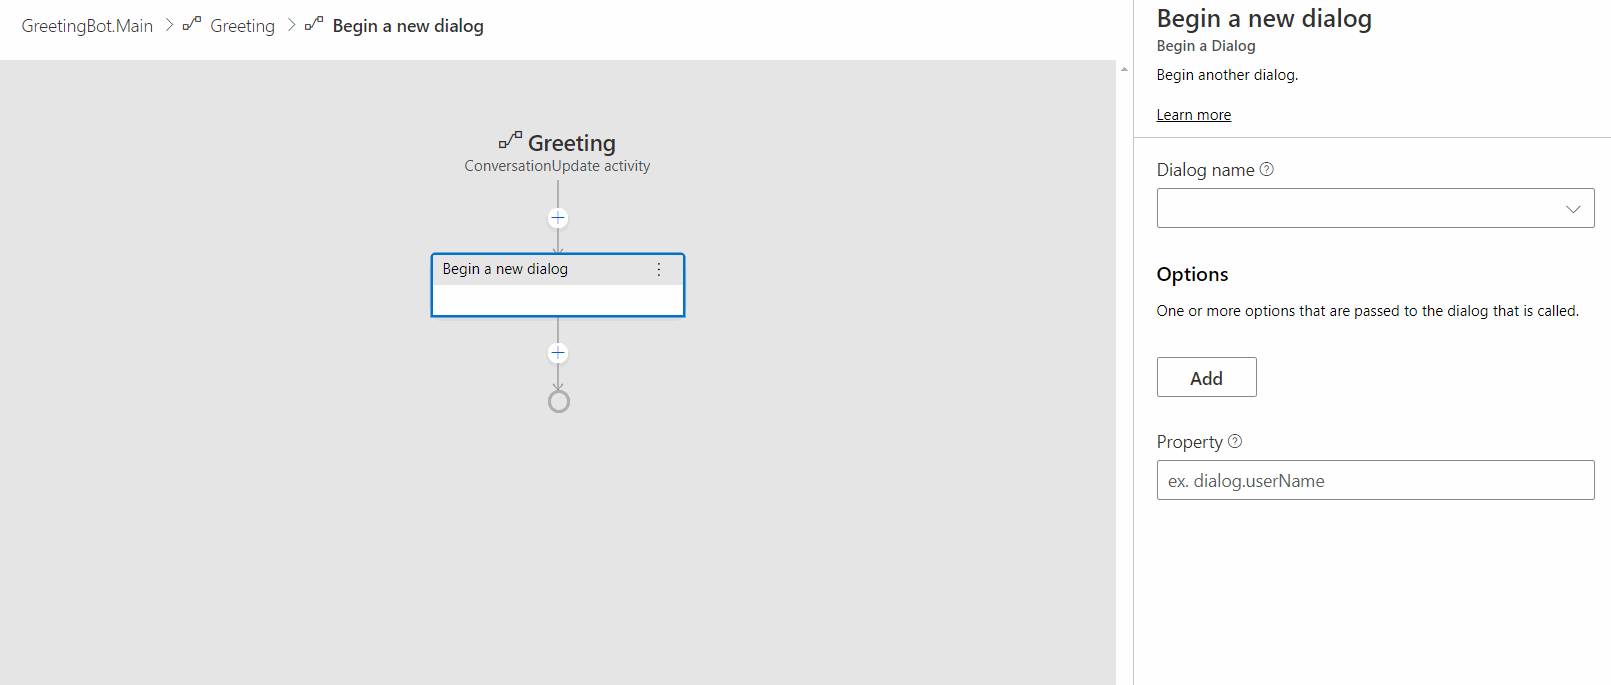 GreetingBot.Main > Greeting > Begin a new dialog
Greeting
ConversationUpdate activity
Begin a new dialog
Begin a new dialog
Begin a Dialog
Begin another dialog.
Learn more
Dialog name
Options
One or more options that are passed to the dialog that is called.
Add
Property
ex. dialog.userName